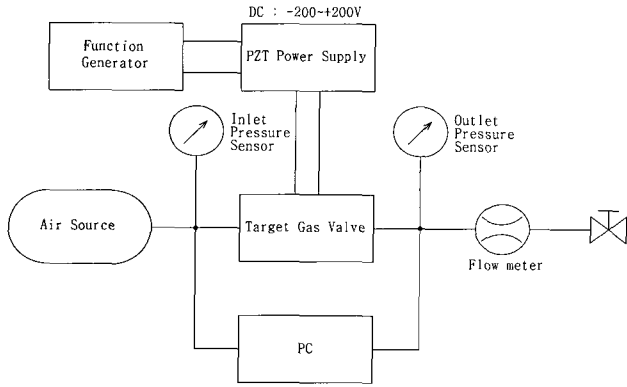 DC : -200~+200V
Function
Generator
PZT Power Supply
Inlet
Pressure
Sensor
Outlet
Pressure
Sensor
Air Source
Target Gas Valve
Flow meter
PC